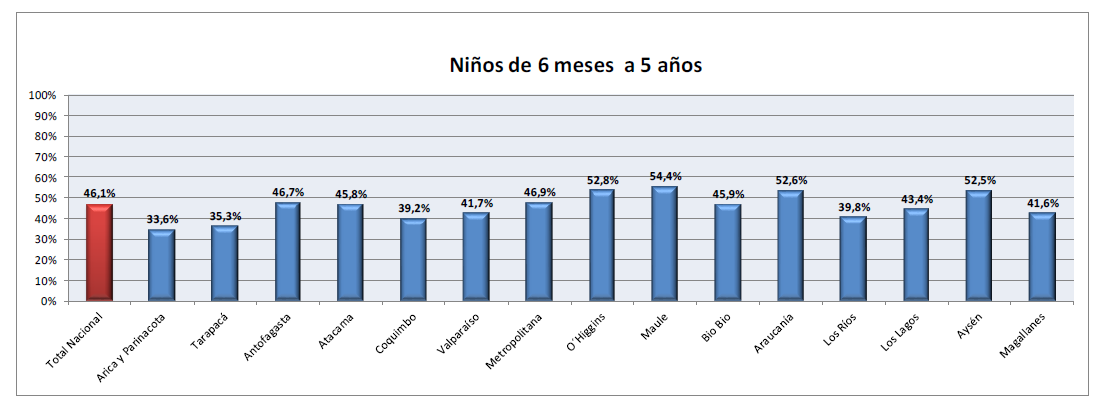 Niños de 6 meses  a 5 años
100%
90%
80%
70%
60%
50%
40%
30%
20%
10%
0%
46,1%
33,6%
35,3%
46,7%
45,8%
39,2%
41,7%
46,9%
52,8%
54,4%
45,9%
52,6%
39,8%
43,4%
52,5%
41,6%
Total Nacional
Arica y Parinacota
Tarapacá
Antofagasta
Atacama
Coquimbo
Valparaíso
Metropolitana
O´Higgins
Maule
Bio Bio
Araucanía
Los Ríos
Los Lagos
Aysén
Magallanes